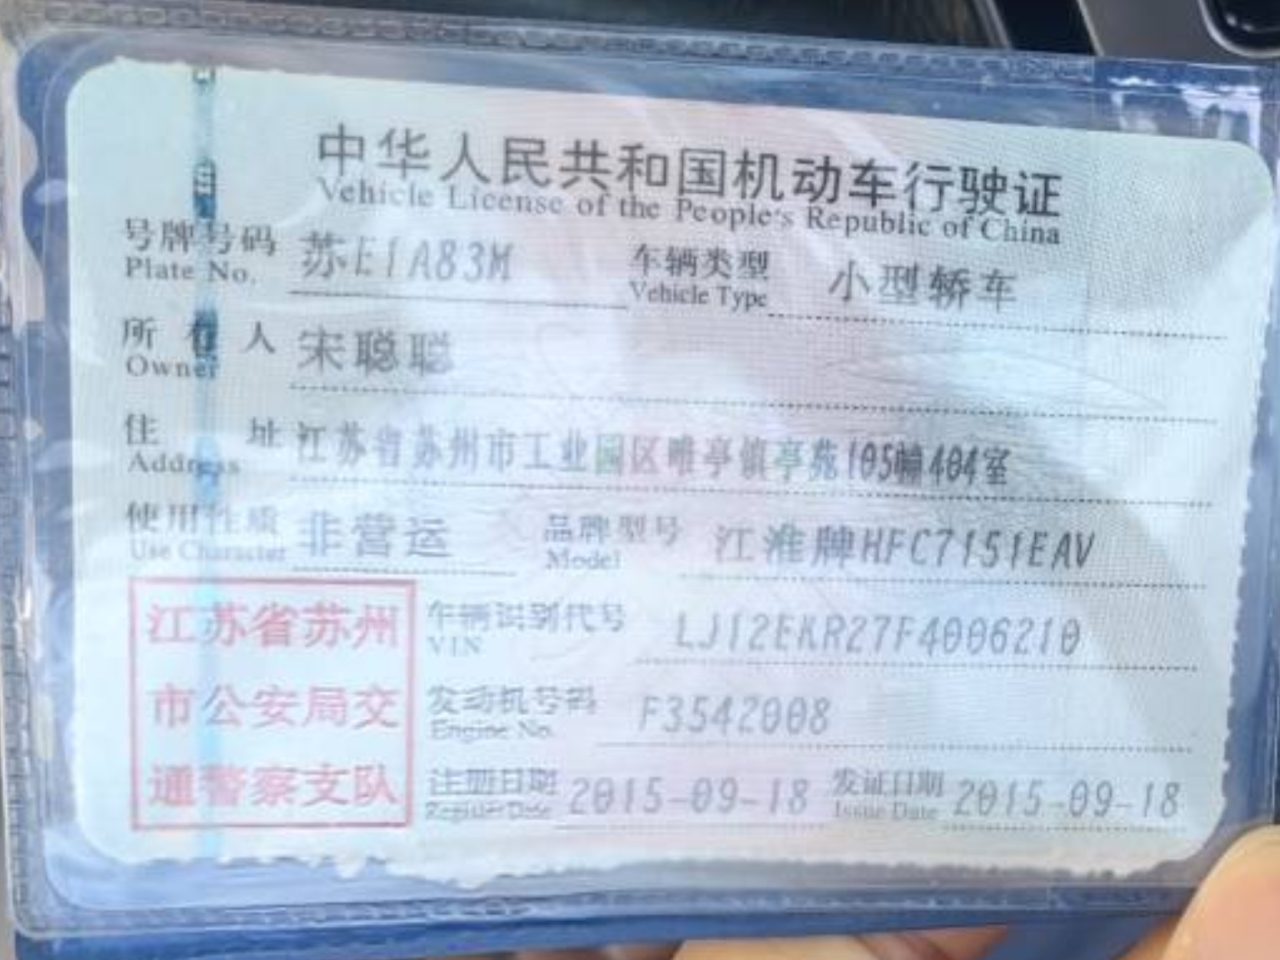 中华人民共和国机动车行驶证
Vehicle License of the People's Republic of China
号牌号码 苏E1A83M 车辆类型 小型轿车
Plate No. Vehicle Type
所有人 宋聪聪
Owner
住址 江苏省苏州市工业园区唯亭镇亭苑105幢404室
Address
使用性质 非营运 品牌型号 江淮牌HFC7151EAV
Use Character Model
江苏省苏州
市公安局交
通警察支队
车辆识别代号 LJ12EKR27F4006210
VIN
发动机号码 F3542008
Engine No.
注册日期 2015-09-18 发证日期 2015-09-18
Register Date Issue Date